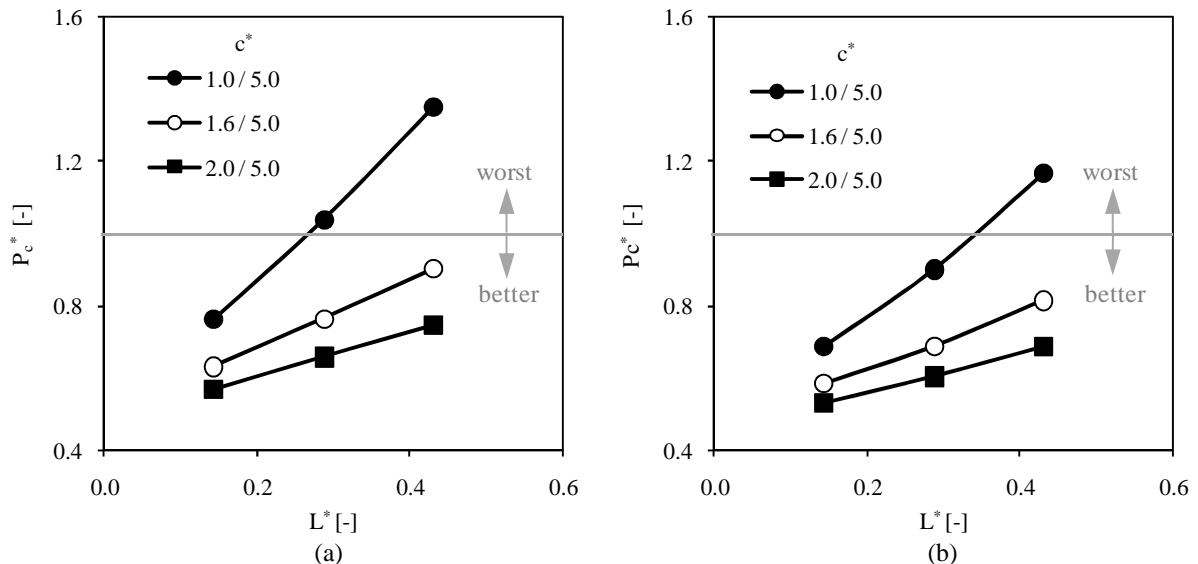 1.6
1.2
0.8
0.4
P_c^* [-]
c^*
1.0 / 5.0
1.6 / 5.0
2.0 / 5.0
worst
better
0.0 0.2 0.4 0.6
L^* [-]
(a)
1.6
1.2
0.8
0.4
Pc^* [-]
c^*
1.0 / 5.0
1.6 / 5.0
2.0 / 5.0
worst
better
0.0 0.2 0.4 0.6
L^* [-]
(b)